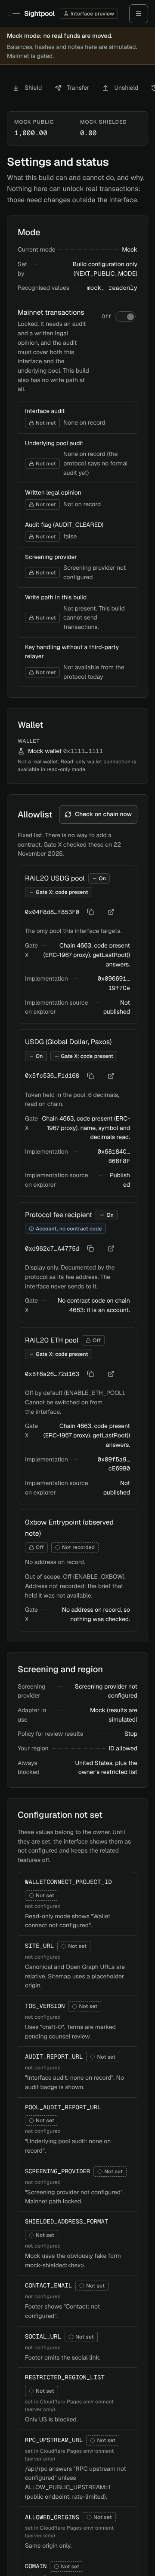 Sightpool
Interface preview
Mock mode: no real funds are moved.
Balances, hashes and notes here are simulated.
Mainnet is gated.
Shield
Transfer
Unshield
MOCK PUBLIC
1,000.00
MOCK SHIELDED
0.00
Settings and status
What this build can and cannot do, and why.
Nothing here can unlock real transactions:
those need changes outside the interface.
Mode
Current mode
Mock
Set by
Build configuration only (NEXT_PUBLIC_MODE)
Recognised values
mock, readonly
Mainnet transactions
Off
Locked. It needs an audit and a written legal opinion, and the audit must cover both this interface and the underlying pool. This build also has no write path at all.
Interface audit
Not met
None on record
Underlying pool audit
Not met
None on record (the protocol says no formal audit yet)
Written legal opinion
Not met
Not on record
Audit flag (AUDIT_CLEARED)
Not met
false
Screening provider
Not met
Screening provider not configured
Write path in this build
Not met
Not present. This build cannot send transactions.
Key handling without a third-party relayer
Not met
Not available from the protocol today
Wallet
WALLET
Mock wallet 0x1111…1111
Not a real wallet. Read-only wallet connection is available in read-only mode.
Allowlist
Check on chain now
Fixed list. There is no way to add a contract. Gate X checked these on 22 November 2026.
RAIL20 USDG pool
On
Gate X: code present
0x04F8d8…f853F0
The only pool this interface targets.
Gate X
Chain 4663, code present (ERC-1967 proxy). getLastRoot() answers.
Implementation
0x096691…19f7Ce
Implementation source on explorer
Not published
USDG (Global Dollar, Paxos)
On
Gate X: code present
0x5fc536…F1d168
Token held in the pool, 6 decimals, read on chain.
Gate X
Chain 4663, code present (ERC-1967 proxy). name, symbol and decimals read.
Implementation
0x68184C…866f8F
Implementation source on explorer
Published
Protocol fee recipient
On
Account, no contract code
0xd962c7…A4775d
Display only. Documented by the protocol as its fee address. The interface never sends to it.
Gate X
No contract code on chain 4663: it is an account.
RAIL20 ETH pool
Off
Gate X: code present
0x8f6a26…72d163
Off by default (ENABLE_ETH_POOL). Cannot be switched on from the interface.
Gate X
Chain 4663, code present (ERC-1967 proxy). getLastRoot() answers.
Implementation
0x09f5a9…cE6980
Implementation source on explorer
Not published
Oxbow Entrypoint (observed note)
Off
Not recorded
No address on record.
Out of scope. Off (ENABLE_OXBOW). Address not recorded: the brief that held it was not available.
Gate X
No address on record, so nothing was checked.
Screening and region
Screening provider
Screening provider not configured
Adapter in use
Mock (results are simulated)
Policy for review results
Stop
Your region
ID allowed
Always blocked
United States, plus the owner's restricted list
Configuration not set
These values belong to the owner. Until they are set, the interface shows them as not configured and keeps the related features off.
WALLETCONNECT_PROJECT_ID
Not set
not configured
Read-only mode shows "Wallet connect not configured".
SITE_URL
Not set
not configured
Canonical and Open Graph URLs are relative. Sitemap uses a placeholder origin.
TOS_VERSION
Not set
not configured
Uses "draft-0". Terms are marked pending counsel review.
AUDIT_REPORT_URL
Not set
not configured
"Interface audit: none on record". No audit badge is shown.
POOL_AUDIT_REPORT_URL
Not set
not configured
"Underlying pool audit: none on record".
SCREENING_PROVIDER
Not set
not configured
"Screening provider not configured". Mainnet path locked.
SHIELDED_ADDRESS_FORMAT
Not set
not configured
Mock uses the obviously fake form mock-shielded:<hex>.
CONTACT_EMAIL
Not set
not configured
Footer shows "Contact: not configured".
SOCIAL_URL
Not set
not configured
Footer omits the social link.
RESTRICTED_REGION_LIST
Not set
set in Cloudflare Pages environment (server only)
Only US is blocked.
RPC_UPSTREAM_URL
Not set
set in Cloudflare Pages environment (server only)
/api/rpc answers "RPC upstream not configured" unless ALLOW_PUBLIC_UPSTREAM=1 (public endpoint, rate-limited).
ALLOWED_ORIGINS
Not set
set in Cloudflare Pages environment (server only)
Same origin only.
DOMAIN
Not set